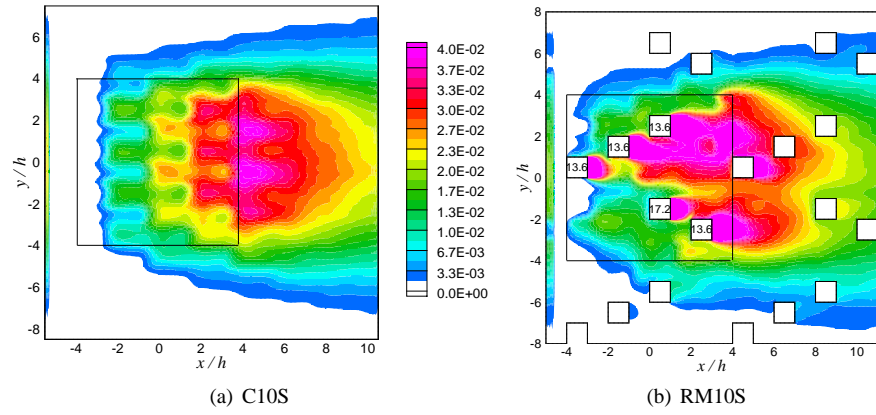 6
4
2
0
-2
-4
-6
-8
y / h
-4 -2 0 2 4 6 8 10
x / h
(a) C10S
4.0E-02
3.7E-02
3.3E-02
3.0E-02
2.7E-02
2.3E-02
2.0E-02
1.7E-02
1.3E-02
1.0E-02
6.7E-03
3.3E-03
0.0E+00
8
6
4
2
0
-2
-4
-6
-8
y / h
13.6
13.6
13.6
17.2
13.6
-4 -2 0 2 4 6 8 10
x / h
(b) RM10S